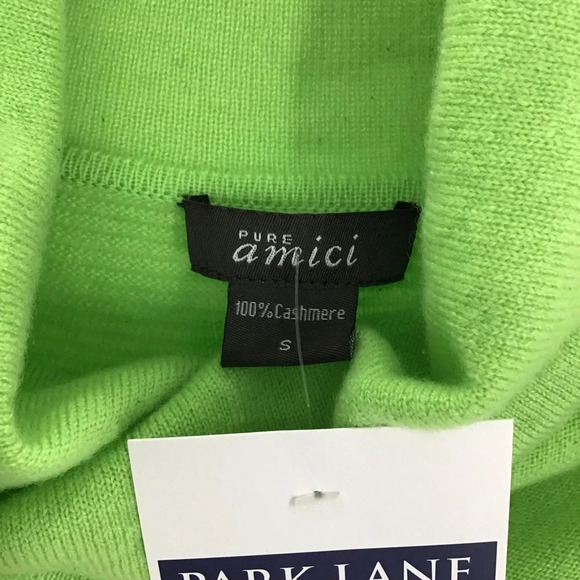 PURE
amici
100% Cashmere
S
PARK LANE